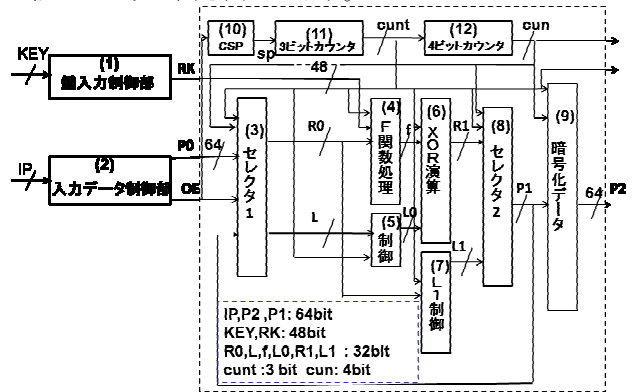 (10)
CSP
sp
(11)
3ビットカウンタ
cunt
(12)
4ビットカウンタ
cun
KEY
(1)
鍵入力制御部
RK
48
IP
(2)
入力データ制御部
P0
64
OE
(3)
セレクタ1
R0
L
(4)
F関数処理
f
(5)
制御
L0
(6)
XOR演算
R1
(7)
L1制御
L1
(8)
セレクタ2
P1
(9)
暗号化データ
64
P2
IP,P2 ,P1: 64bit
KEY,RK: 48bit
R0,L,f,L0,R1,L1 : 32bit
cunt :3 bit cun: 4bit